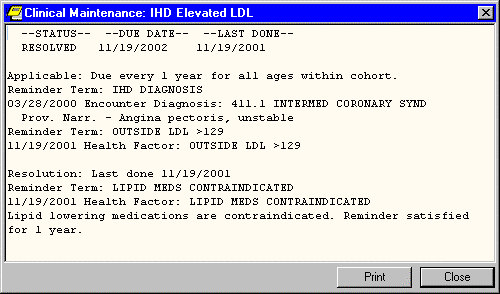 Clinical Maintenance: IHD Elevated LDL
--STATUS-- --DUE DATE-- --LAST DONE--
RESOLVED 11/19/2002 11/19/2001
Applicable: Due every 1 year for all ages within cohort.
Reminder Term: IHD DIAGNOSIS
03/28/2000 Encounter Diagnosis: 411.1 INTERMED CORONARY SYND
Prov. Narr. - Angina pectoris, unstable
Reminder Term: OUTSIDE LDL >129
11/19/2001 Health Factor: OUTSIDE LDL >129
Resolution: Last done 11/19/2001
Reminder Term: LIPID MEDS CONTRAINDICATED
11/19/2001 Health Factor: LIPID MEDS CONTRAINDICATED
Lipid lowering medications are contraindicated. Reminder satisfied
for 1 year.
Print Close